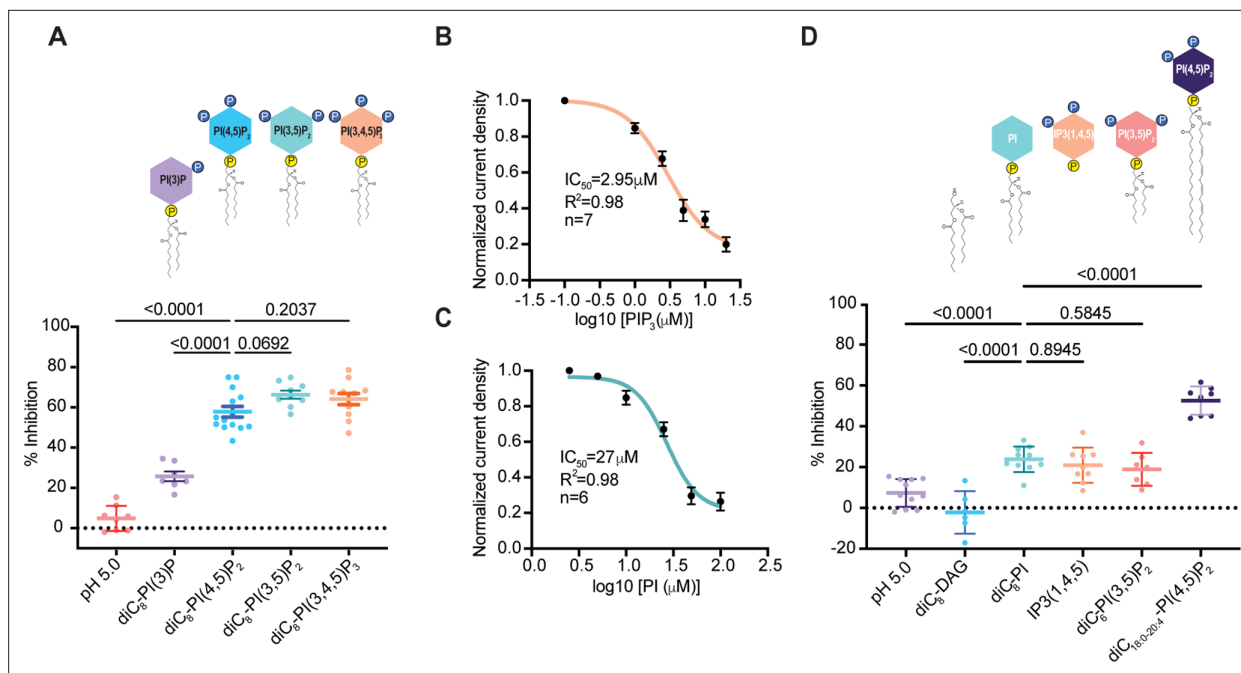 A
PI(3)P
P
P
PI(4,5)P2
P
P
P
PI(3,5)P2
P
P
P
PI(3,4,5)P3
P
P
P
P
% Inhibition
100
80
60
40
20
0
<0.0001
0.2037
<0.0001
0.0692
pH 5.0
diC8-PI(3)P
diC8-PI(4,5)P2
diC8-PI(3,5)P2
diC8-PI(3,4,5)P3
B
Normalized current density
1.0
0.8
0.6
0.4
0.2
0.0
IC50=2.95μM
R2=0.98
n=7
-1.5 -1.0 -0.5 0.0 0.5 1.0 1.5
log10 [PIP3(μM)]
C
Normalized current density
1.0
0.8
0.6
0.4
0.2
0.0
IC50=27μM
R2=0.98
n=6
0.0 0.5 1.0 1.5 2.0 2.5
log10 [PI (μM)]
D
PI
P
IP3(1,4,5)
P
P
P
PI(3,5)P2
P
P
P
PI(4,5)P2
P
P
P
% Inhibition
100
80
60
40
20
0
-20
<0.0001
<0.0001
0.5845
<0.0001
0.8945
pH 5.0
diC8-DAG
diC8-PI
IP3(1,4,5)
diC6-PI(3,5)P2
diC18:0-20:4-PI(4,5)P2